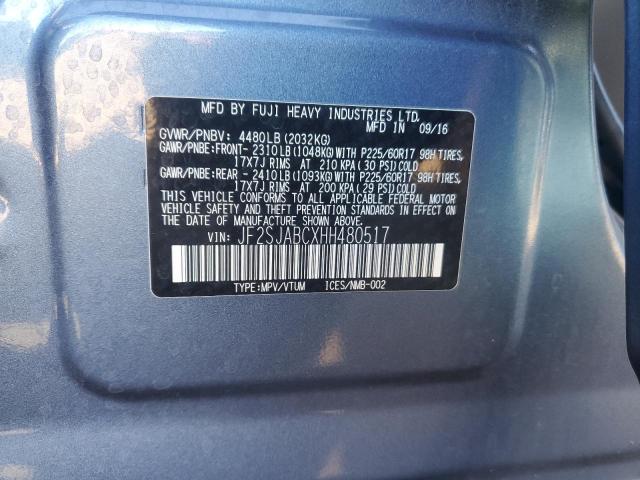 MFD BY FUJI HEAVY INDUSTRIES LTD.
MFD IN 09/16
GVWR/PNBV: 4480LB(2032KG)
GAWR/PNBE:FRONT- 2310LB(1048KG)WITH P225/60R17 98H TIRES,
17X7J RIMS AT 210 KPA(30 PSI)COLD
GAWR/PNBE:REAR - 2410LB(1093KG)WITH P225/60R17 98H TIRES,
17X7J RIMS AT 200 KPA(29 PSI)COLD
THIS VEHICLE CONFORMS TO ALL APPLICABLE FEDERAL MOTOR
VEHICLE SAFETY AND BUMPER STANDARDS IN EFFECT ON
THE DATE OF MANUFACTURE SHOWN ABOVE.
VIN: JF2SJABCXHH480517
TYPE:MPV/VTUM ICES/NMB-002